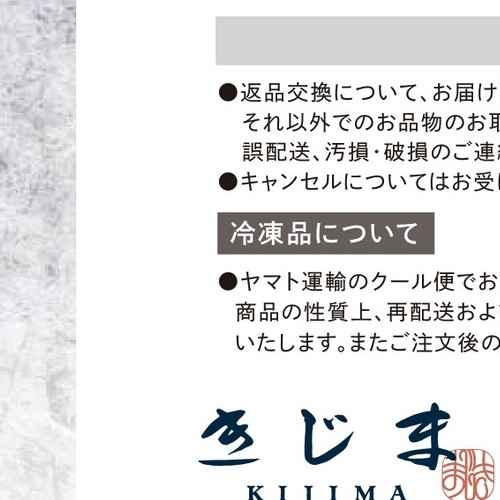 ●返品交換について、お届け
それ以外でのお品物のお取
誤配送、汚損・破損のご連絡
●キャンセルについてはお受け
冷凍品について
●ヤマト運輸のクール便でお
商品の性質上、再配送およ
いたします。またご注文後の
きじま
KIJIMA